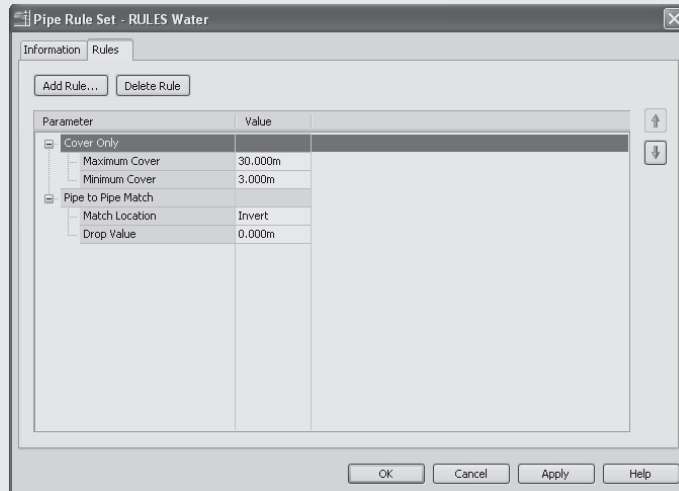 Pipe Rule Set - RULES Water
Information Rules
Add Rule... Delete Rule
Parameter Value
Cover Only
Maximum Cover 30.000m
Minimum Cover 3.000m
Pipe to Pipe Match
Match Location Invert
Drop Value 0.000m
OK Cancel Apply Help